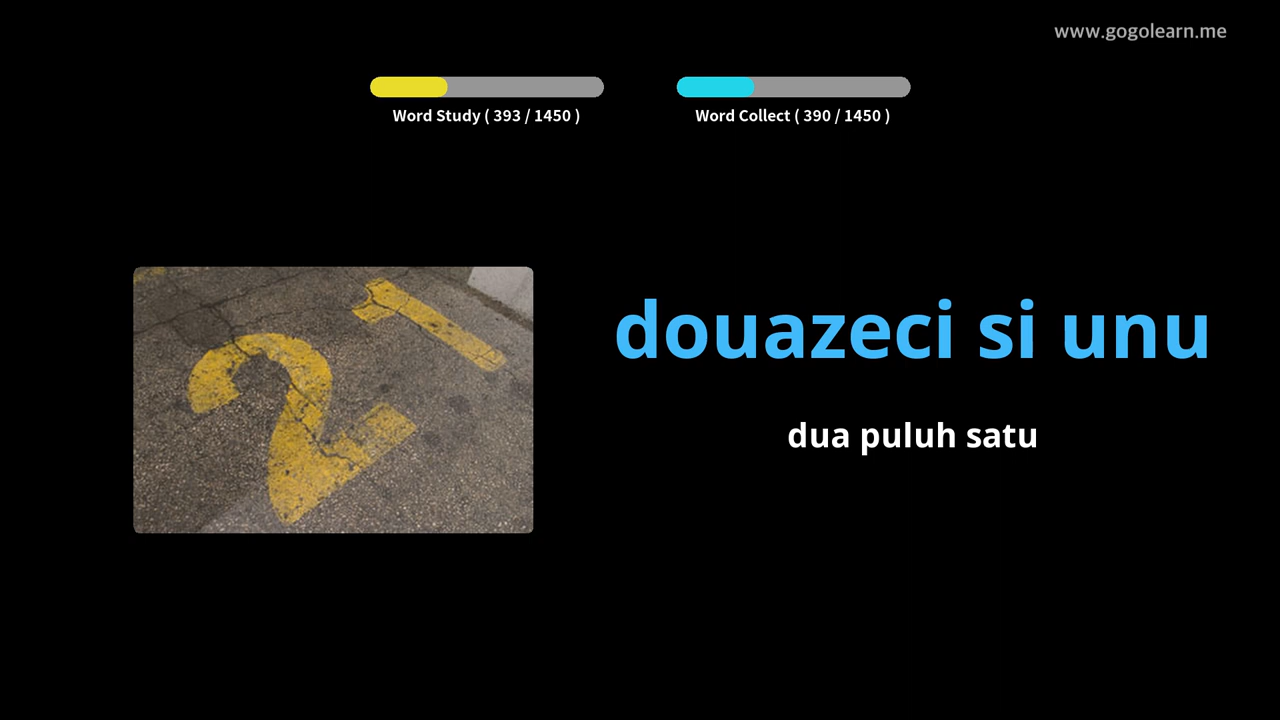 www.gogolearn.me
Word Study ( 393 / 1450 )
Word Collect ( 390 / 1450 )
21
douazeci si unu
dua puluh satu